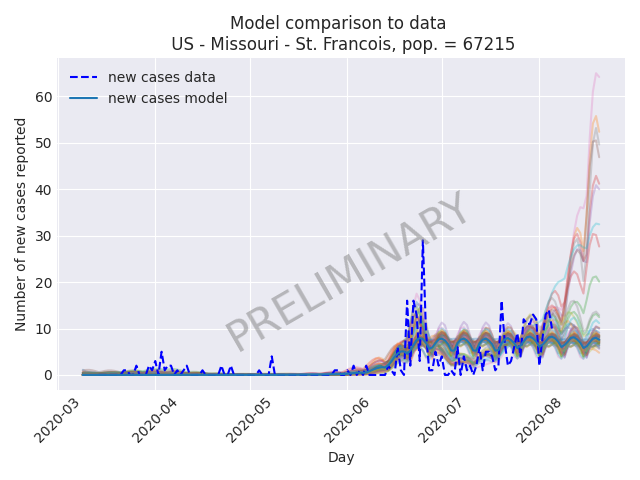 Model comparison to data
US - Missouri - St. Francois, pop. = 67215
new cases data
new cases model
Number of new cases reported
60
50
40
30
20
10
0
PRELIMINARY
2020-03
2020-04
2020-05
2020-06
2020-07
2020-08
Day